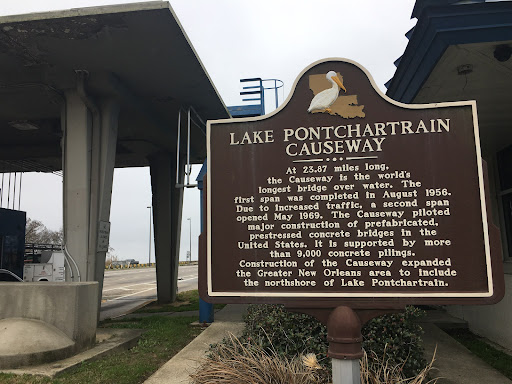 LAKE PONTCHARTRAIN
CAUSEWAY
At 23.87 miles long,
the Causeway is the world's
longest bridge over water. The
first span was completed in August 1956.
Due to increased traffic, a second span
opened May 1969. The Causeway piloted
major construction of prefabricated,
prestressed concrete bridges in the
United States. It is supported by more
than 9,000 concrete pilings.
Construction of the Causeway expanded
the Greater New Orleans area to include
the northshore of Lake Pontchartrain.